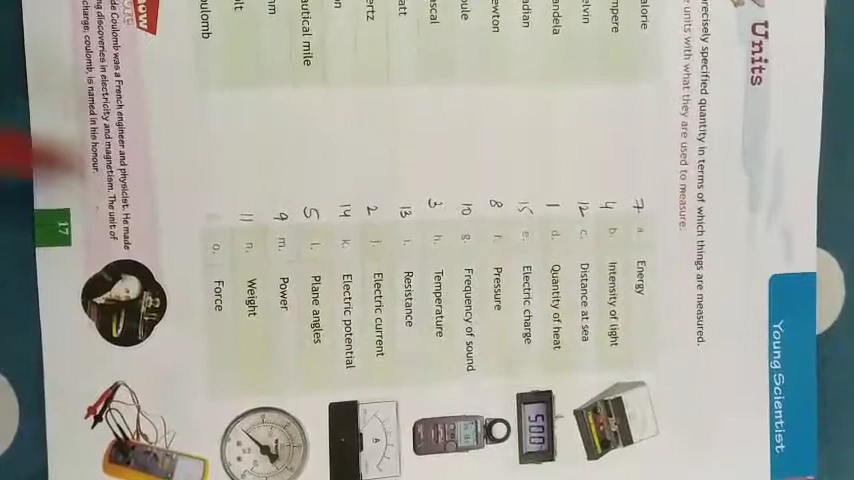 Young Scientist
Units
recisely specified quantity in terms of which things are measured.
units with what they are used to measure.
alorie 7 a. Energy
mpere 4 b. Intensity of light
elvin 12 c. Distance at sea
andela 1 d. Quantity of heat
adian 15 e. Electric charge
ewton 8 f. Pressure
oule 10 g. Frequency of sound
ascal 3 h. Temperature
att 13 i. Resistance
ertz 2 j. Electric current
on 14 k. Electric potential
autical mile 5 l. Plane angles
hm 9 m. Power
lt 11 n. Weight
oulomb o. Force
now
de Coulomb was a French engineer and physicist. He made
ng discoveries in electricity and magnetism. The unit of
charge, coulomb, is named in his honour.
17
500
A